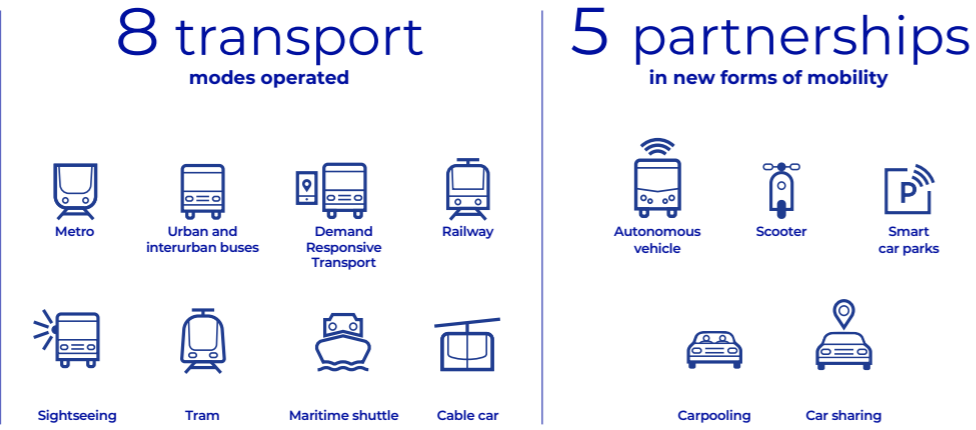 8 transport
modes operated
Metro
Urban and
interurban buses
Demand
Responsive
Transport
Railway
Sightseeing
Tram
Maritime shuttle
Cable car
5 partnerships
in new forms of mobility
Autonomous
vehicle
Scooter
P
Smart
car parks
Carpooling
Car sharing